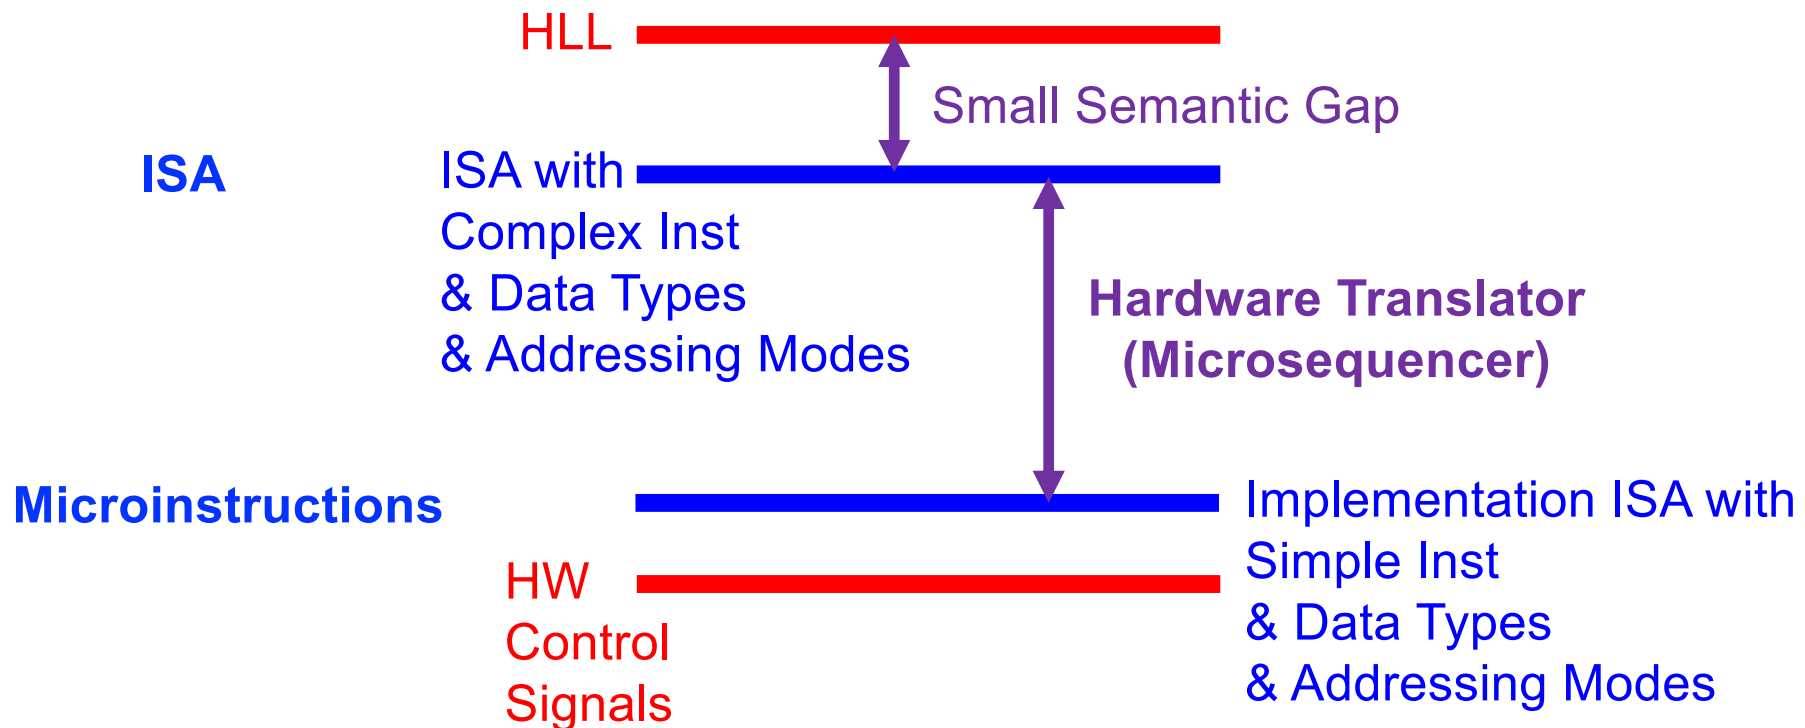 HLL
Small Semantic Gap
ISA
ISA with
Complex Inst
& Data Types
& Addressing Modes
Hardware Translator
(Microsequencer)
Microinstructions
Implementation ISA with
Simple Inst
& Data Types
& Addressing Modes
HW
Control
Signals